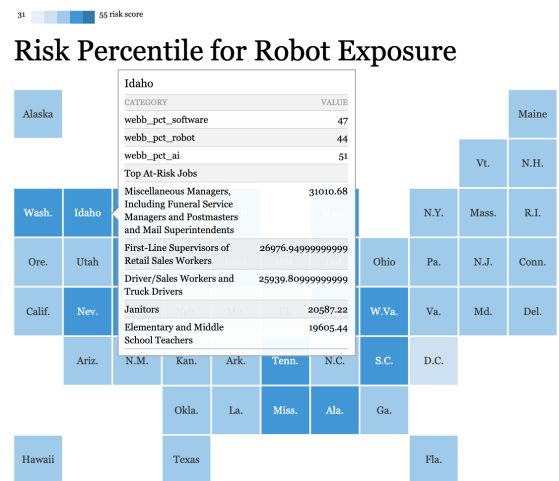 31 55 risk score
Risk Percentile for Robot Exposure
Idaho
CATEGORY VALUE
webb_pct_software 47
webb_pct_robot 44
webb_pct_ai 51
Top At-Risk Jobs
Miscellaneous Managers, 31010.68
Including Funeral Service
Managers and Postmasters
and Mail Superintendents
First-Line Supervisors of 26976.94999999999
Retail Sales Workers
Driver/Sales Workers and 25939.80999999999
Truck Drivers
Janitors 20587.22
Elementary and Middle 19605.44
School Teachers
Alaska Maine
Vt. N.H.
Wash. Idaho N.Y. Mass. R.I.
Ore. Utah Ohio Pa. N.J. Conn.
Calif. Nev. W.Va. Va. Md. Del.
Ariz. N.M. Kan. Ark. Tenn. N.C. S.C. D.C.
Okla. La. Miss. Ala. Ga.
Hawaii Texas Fla.